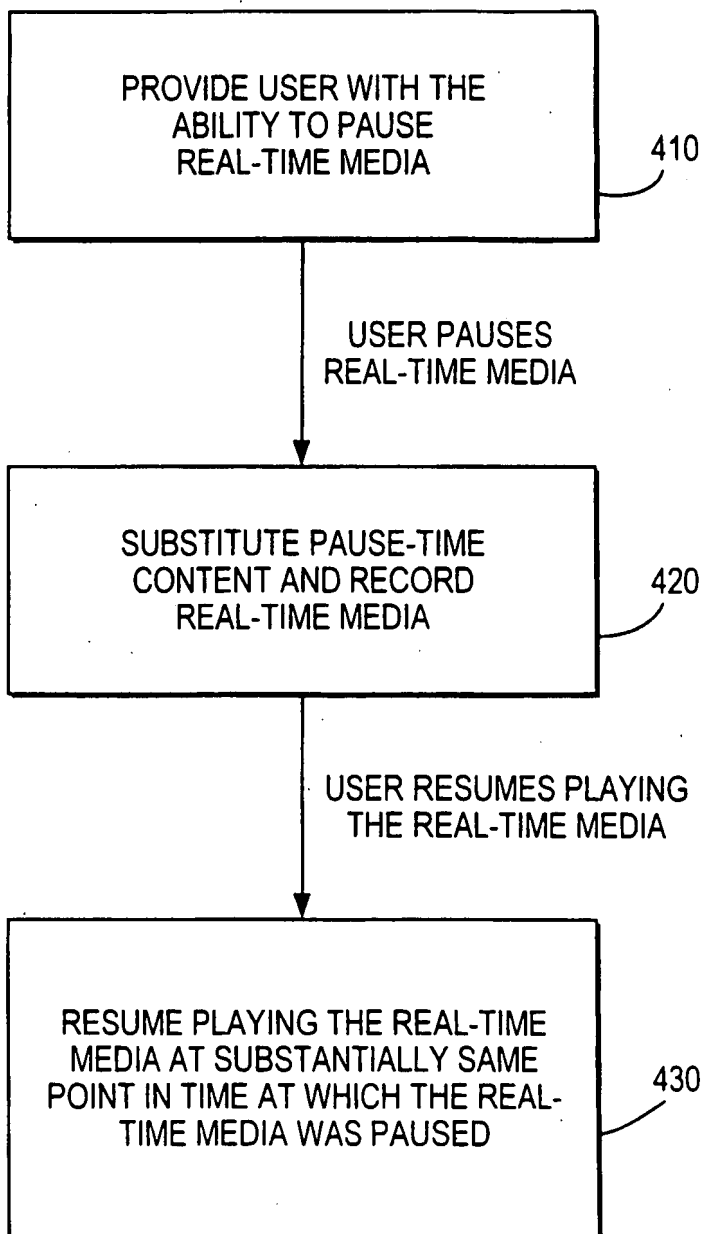 PROVIDE USER WITH THE
ABILITY TO PAUSE
REAL-TIME MEDIA
410
USER PAUSES
REAL-TIME MEDIA
SUBSTITUTE PAUSE-TIME
CONTENT AND RECORD
REAL-TIME MEDIA
420
USER RESUMES PLAYING
THE REAL-TIME MEDIA
RESUME PLAYING THE REAL-TIME
MEDIA AT SUBSTANTIALLY SAME
POINT IN TIME AT WHICH THE REAL-
TIME MEDIA WAS PAUSED
430